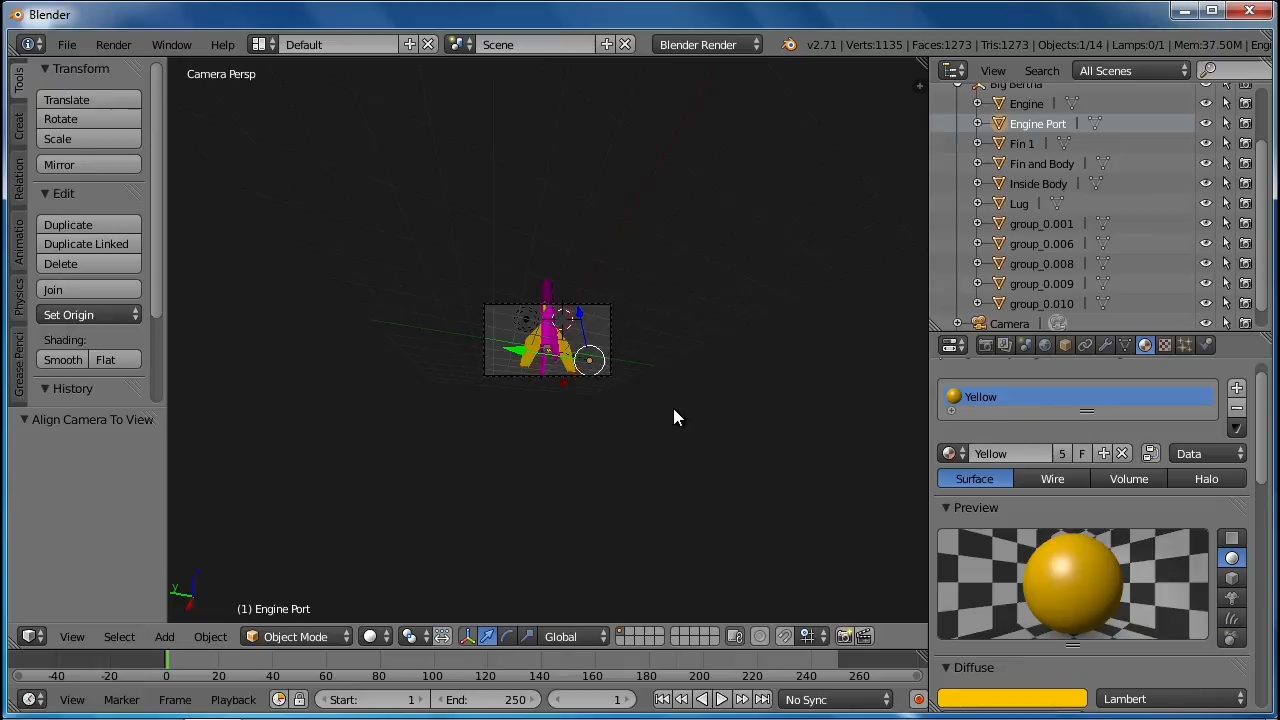 Blender
File Render Window Help Default Scene Blender Render v2.71 | Verts:1135 | Faces:1273 | Tris:1273 | Objects:1/14 | Lamps:0/1 | Mem:37.50M |
Transform
Translate
Rotate
Scale
Mirror
Edit
Duplicate
Duplicate Linked
Delete
Join
Set Origin
Shading:
Smooth Flat
History
Align Camera To View
Tools
Creat
Relation
Animatio
Physics
Grease Penci
Camera Persp
y
(1) Engine Port
View Select Add Object Object Mode Global
-40 -20 0 20 40 60 80 100 120 140 160 180 200 220 240 260
View Marker Frame Playback Start: 1 End: 250 1 No Sync
View Search All Scenes
Big Bertha
Engine
Engine Port
Fin 1
Fin and Body
Inside Body
Lug
group_0.001
group_0.006
group_0.008
group_0.009
group_0.010
Camera
Yellow
Yellow 5 F Data
Surface Wire Volume Halo
Preview
Diffuse
Lambert